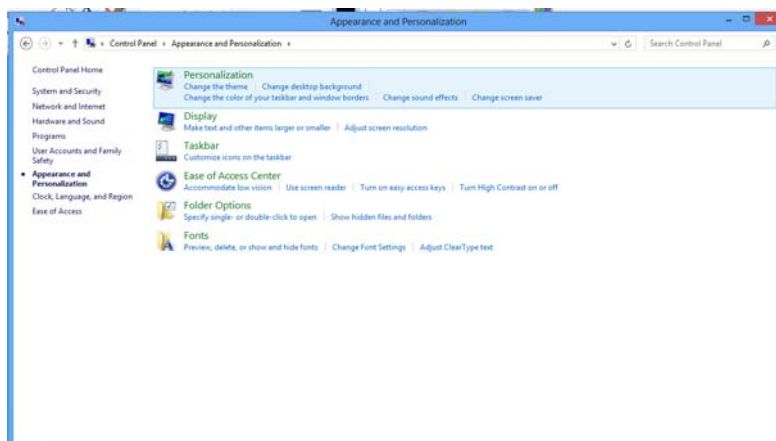 Appearance and Personalization
Control Panel › Appearance and Personalization ›
Search Control Panel
Control Panel Home
System and Security
Network and Internet
Hardware and Sound
Programs
User Accounts and Family
Safety
Appearance and
Personalization
Clock, Language, and Region
Ease of Access
Personalization
Change the theme | Change desktop background
Change the color of your taskbar and window borders | Change sound effects | Change screen saver
Display
Make text and other items larger or smaller | Adjust screen resolution
Taskbar
Customize icons on the taskbar
Ease of Access Center
Accommodate low vision | Use screen reader | Turn on easy access keys | Turn High Contrast on or off
Folder Options
Specify single- or double-click to open | Show hidden files and folders
Fonts
Preview, delete, or show and hide fonts | Change Font Settings | Adjust ClearType text